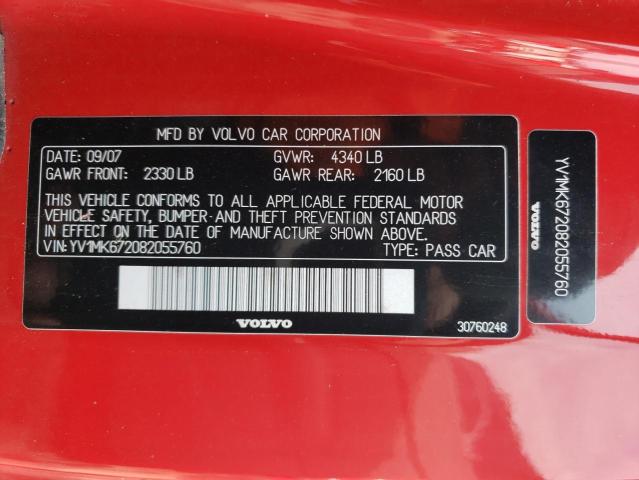 MFD BY VOLVO CAR CORPORATION
DATE: 09/07 GVWR: 4340 LB
GAWR FRONT: 2330 LB GAWR REAR: 2160 LB
THIS VEHICLE CONFORMS TO ALL APPLICABLE FEDERAL MOTOR
VEHICLE SAFETY, BUMPER-AND THEFT PREVENTION STANDARDS
IN EFFECT ON THE DATE OF MANUFACTURE SHOWN ABOVE.
VIN: YV1MK672082055760 TYPE: PASS CAR
VOLVO 30760248
YV1MK672082055760
VOLVO